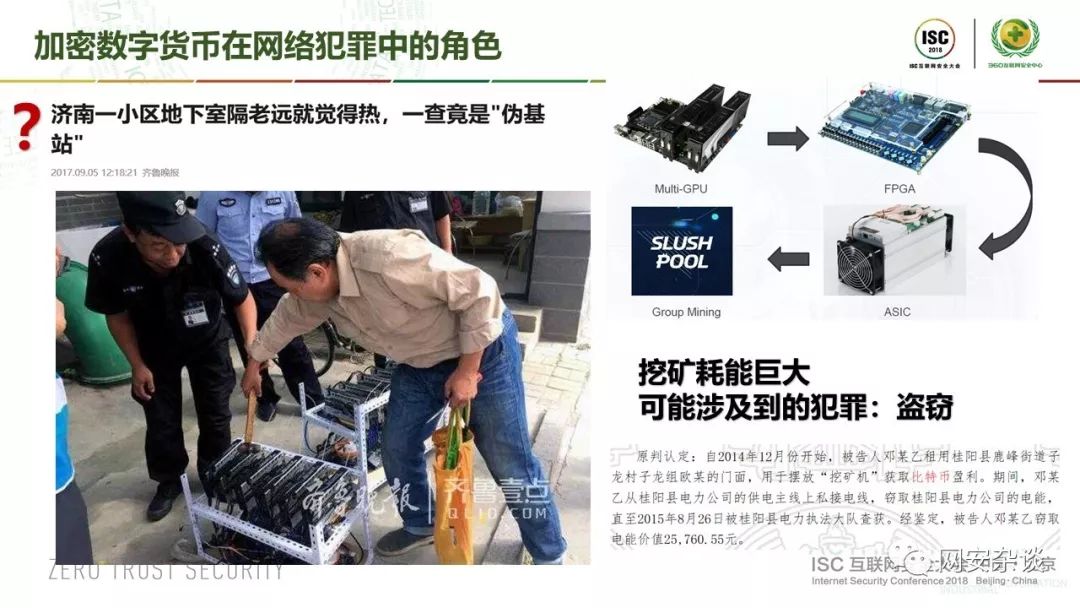 加密数字货币在网络犯罪中的角色
ISC
2018
ISC互联网安全大会
360互联网安全中心
?
济南一小区地下室隔老远就觉得热，一查竟是"伪基
站"
2017.09.05 12:18:21 齐鲁晚报
齐鲁晚报
齐鲁壹点
QLID.COM
Multi-GPU
FPGA
SLUSH
POOL
Group Mining
ASIC
挖矿耗能巨大
可能涉及到的犯罪：盗窃
原判认定：自2014年12月份开始，被告人邓某乙租用桂阳县鹿峰街道子
龙村子龙组欧某的门面，用于摆放“挖矿机”获取比特币盈利。期间，邓某
乙从桂阳县电力公司的供电主线上私接电线，窃取桂阳县电力公司的电能，
直至2015年8月26日被桂阳县电力执法大队查获。经鉴定，被告人邓某乙窃取
电能价值25,760.55元。
ZERO TRUST SECURITY
ISC 互联网安全大会 中国·北京
Internet Security Conference 2018 Beijing·China
网安杂谈